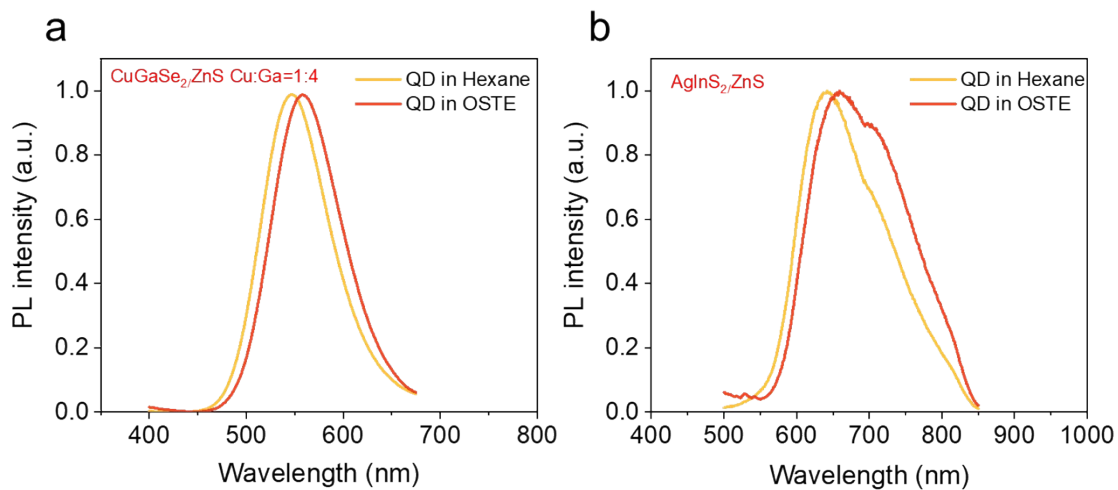 a
CuGaSe₂/ZnS Cu:Ga=1:4
QD in Hexane
QD in OSTE
1.0
0.8
0.6
0.4
0.2
0.0
PL intensity (a.u.)
400 500 600 700 800
Wavelength (nm)
b
AgInS₂/ZnS
QD in Hexane
QD in OSTE
1.0
0.8
0.6
0.4
0.2
0.0
PL intensity (a.u.)
400 500 600 700 800 900 1000
Wavelength (nm)